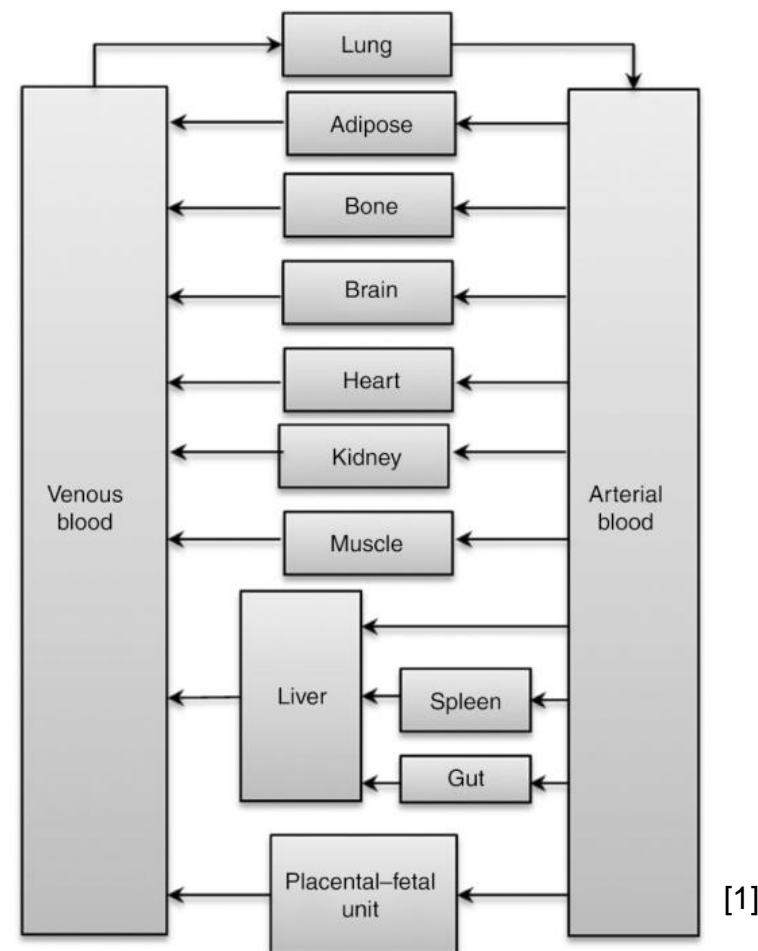 Lung
Adipose
Bone
Brain
Heart
Kidney
Muscle
Venous
blood
Arterial
blood
Liver
Spleen
Gut
Placental–fetal
unit
[1]